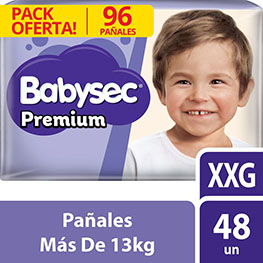 PACK OFERTA!
96
PAÑALES
Babysec
Premium
XXG
Pañales
Más De 13kg
48
un